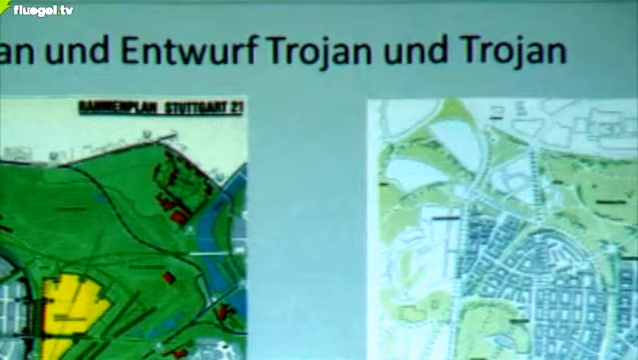 fluegel.tv
an und Entwurf Trojan und Trojan
RAHMENPLAN STUTTGART 21